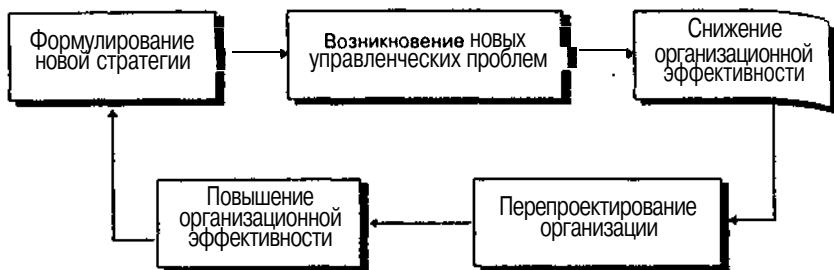 Формулирование
новой стратегии
Возникновение новых
управленческих проблем
Снижение
организационной
эффективности
Повышение
организационной
эффективности
Перепроектирование
организации